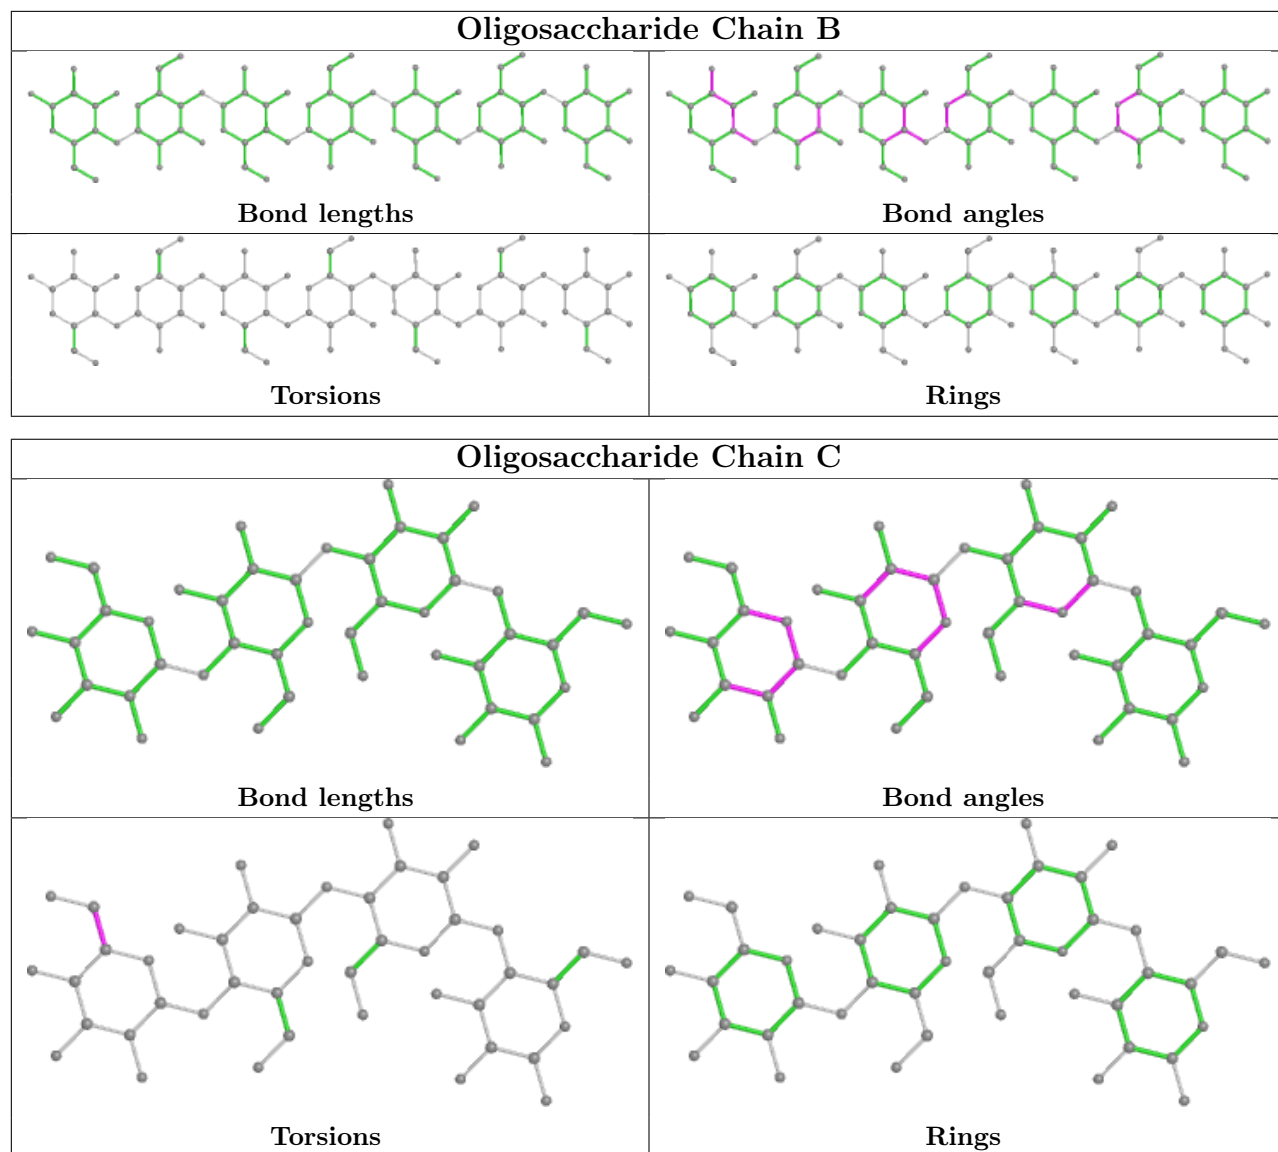 Oligosaccharide Chain B
Bond lengths
Bond angles
Torsions
Rings
Oligosaccharide Chain C
Bond lengths
Bond angles
Torsions
Rings